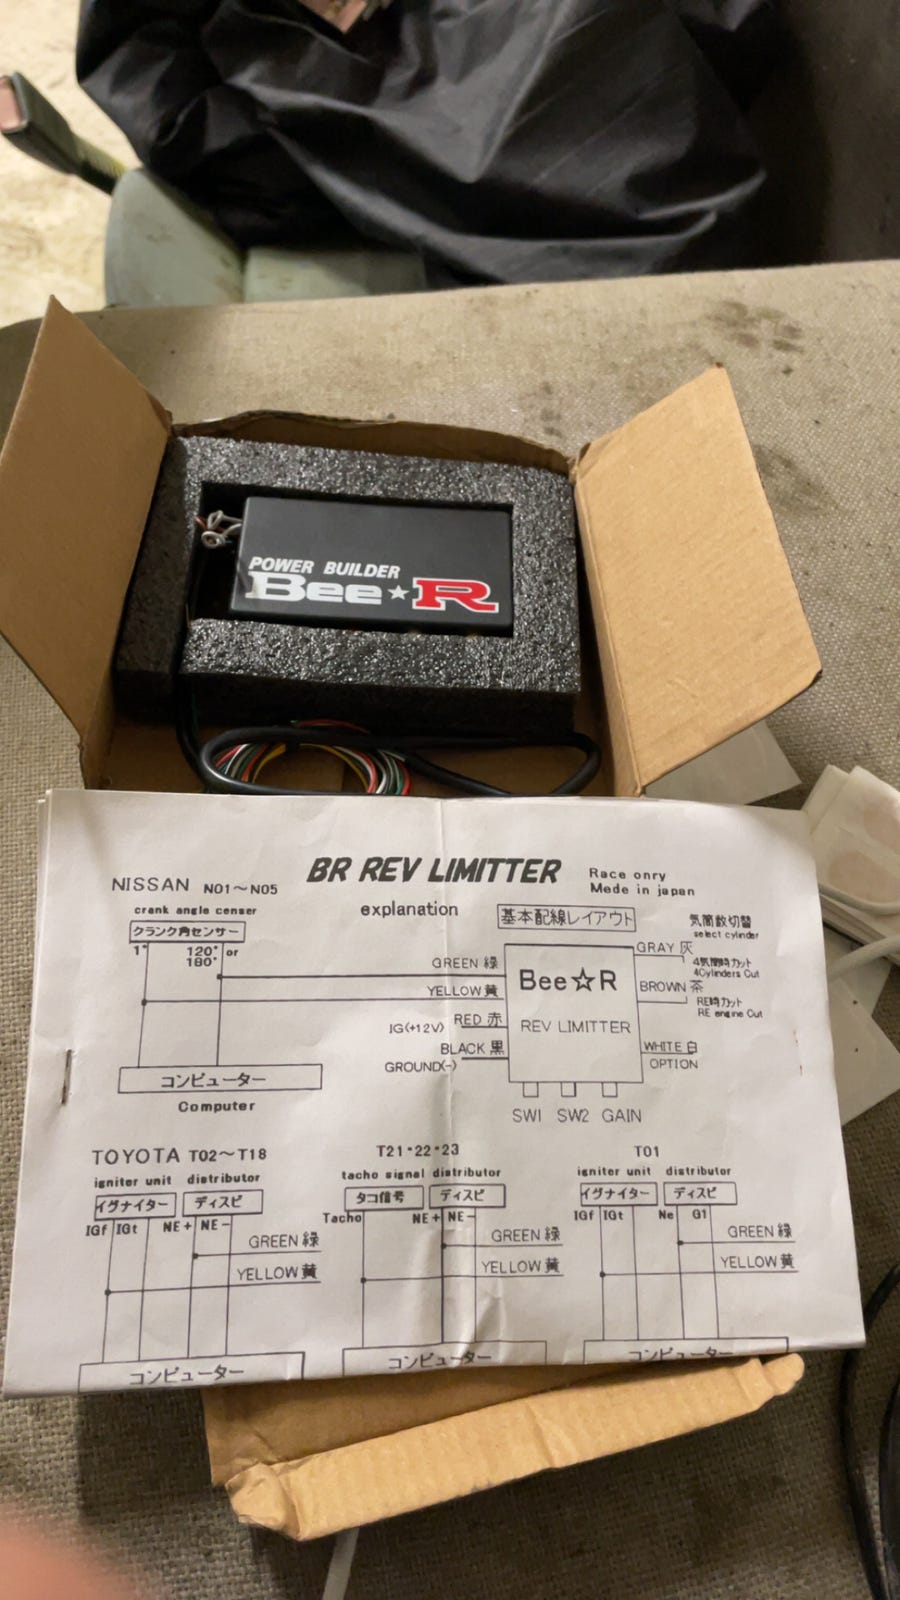 POWER BUILDER
Bee★R
BR REV LIMITTER
Race onry
Made in japan
NISSAN N01～N05
explanation
基本配線レイアウト
気筒数切替
select cylinder
crank angle censer
クランク角センサー
1°
120° or
180°
GREEN 緑
YELLOW 黄
IG(+12V) RED 赤
BLACK 黒
GROUND(-)
Bee☆R
REV LIMITTER
GRAY 灰
4気筒時カット
4Cylinders Cut
BROWN 茶
RE時カット
RE engine Cut
WHITE 白
OPTION
SW1 SW2 GAIN
コンピューター
Computer
TOYOTA T02～T18
igniter unit distributor
イグナイター ディスビ
IGf IGt NE+ NE-
GREEN 緑
YELLOW 黄
コンピューター
T21・22・23
tacho signal distributor
タコ信号 ディスビ
Tacho NE+ NE-
GREEN 緑
YELLOW 黄
コンピューター
T01
igniter unit distributor
イグナイター ディスビ
IGf IGt Ne G1
GREEN 緑
YELLOW 黄
コンピューター